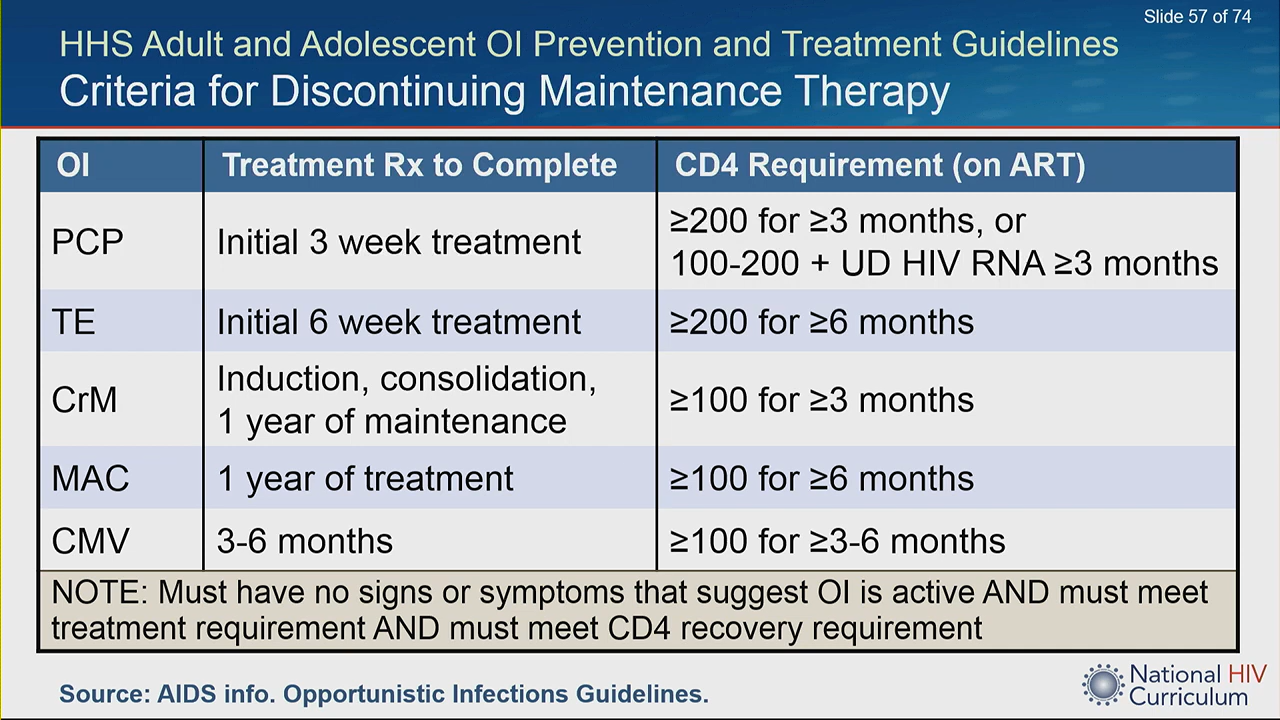 Slide 57 of 74
HHS Adult and Adolescent OI Prevention and Treatment Guidelines
Criteria for Discontinuing Maintenance Therapy
OI
Treatment Rx to Complete
CD4 Requirement (on ART)
PCP
Initial 3 week treatment
≥200 for ≥3 months, or
100-200 + UD HIV RNA ≥3 months
TE
Initial 6 week treatment
≥200 for ≥6 months
CrM
Induction, consolidation,
1 year of maintenance
≥100 for ≥3 months
MAC
1 year of treatment
≥100 for ≥6 months
CMV
3-6 months
≥100 for ≥3-6 months
NOTE: Must have no signs or symptoms that suggest OI is active AND must meet
treatment requirement AND must meet CD4 recovery requirement
Source: AIDS info. Opportunistic Infections Guidelines.
National HIV
Curriculum